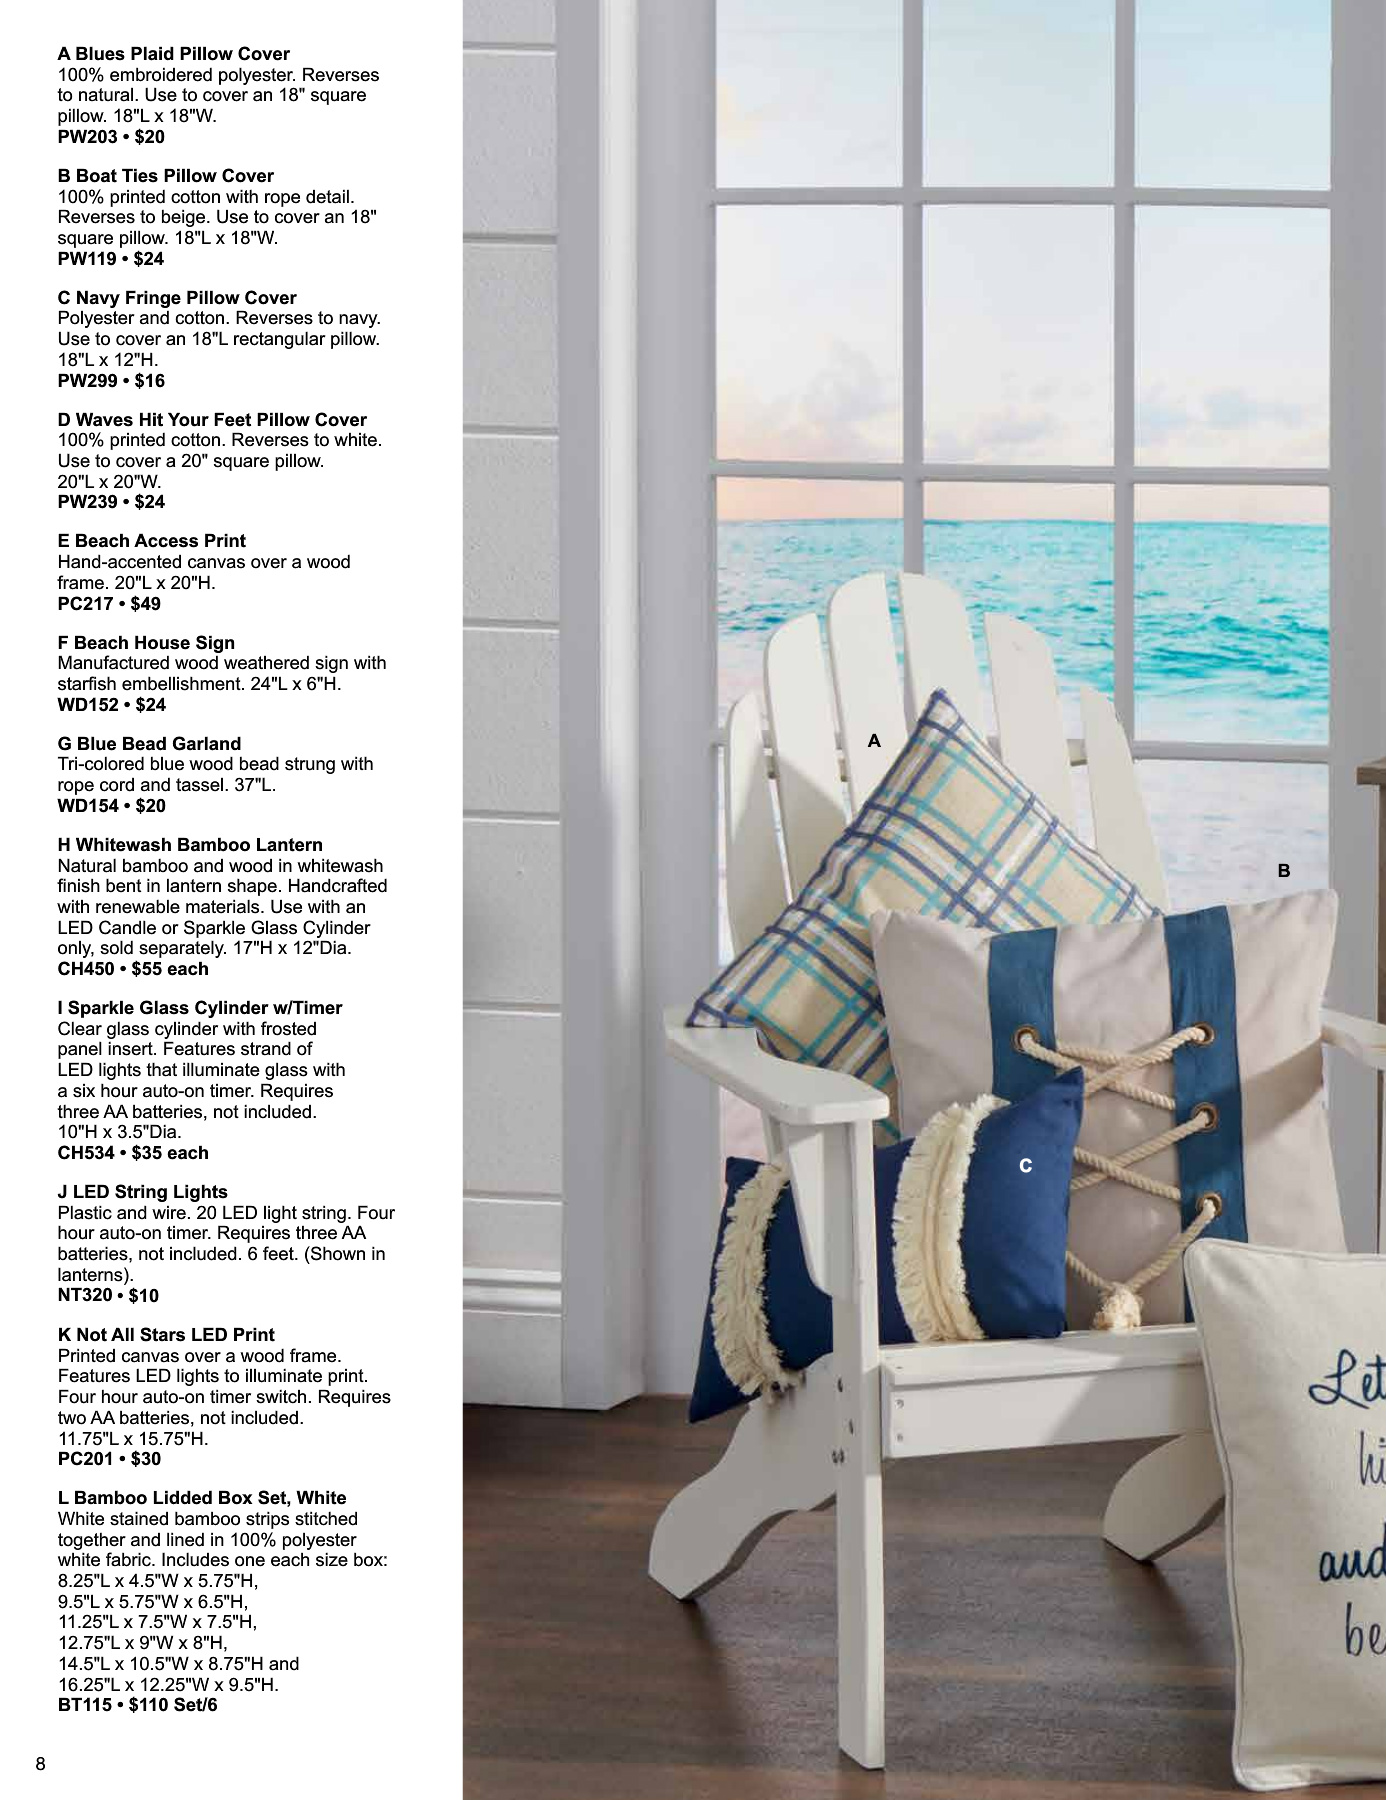 A Blues Plaid Pillow Cover
100% embroidered polyester. Reverses
to natural. Use to cover an 18" square
pillow. 18"L x 18"W.
PW203 • $20
B Boat Ties Pillow Cover
100% printed cotton with rope detail.
Reverses to beige. Use to cover an 18"
square pillow. 18"L x 18"W.
PW119 • $24
C Navy Fringe Pillow Cover
Polyester and cotton. Reverses to navy.
Use to cover an 18"L rectangular pillow.
18"L x 12"H.
PW299 • $16
D Waves Hit Your Feet Pillow Cover
100% printed cotton. Reverses to white.
Use to cover a 20" square pillow.
20"L x 20"W.
PW239 • $24
E Beach Access Print
Hand-accented canvas over a wood
frame. 20"L x 20"H.
PC217 • $49
F Beach House Sign
Manufactured wood weathered sign with
starfish embellishment. 24"L x 6"H.
WD152 • $24
G Blue Bead Garland
Tri-colored blue wood bead strung with
rope cord and tassel. 37"L.
WD154 • $20
H Whitewash Bamboo Lantern
Natural bamboo and wood in whitewash
finish bent in lantern shape. Handcrafted
with renewable materials. Use with an
LED Candle or Sparkle Glass Cylinder
only, sold separately. 17"H x 12"Dia.
CH450 • $55 each
I Sparkle Glass Cylinder w/Timer
Clear glass cylinder with frosted
panel insert. Features strand of
LED lights that illuminate glass with
a six hour auto-on timer. Requires
three AA batteries, not included.
10"H x 3.5"Dia.
CH534 • $35 each
J LED String Lights
Plastic and wire. 20 LED light string. Four
hour auto-on timer. Requires three AA
batteries, not included. 6 feet. (Shown in
lanterns).
NT320 • $10
K Not All Stars LED Print
Printed canvas over a wood frame.
Features LED lights to illuminate print.
Four hour auto-on timer switch. Requires
two AA batteries, not included.
11.75"L x 15.75"H.
PC201 • $30
L Bamboo Lidded Box Set, White
White stained bamboo strips stitched
together and lined in 100% polyester
white fabric. Includes one each size box:
8.25"L x 4.5"W x 5.75"H,
9.5"L x 5.75"W x 6.5"H,
11.25"L x 7.5"W x 7.5"H,
12.75"L x 9"W x 8"H,
14.5"L x 10.5"W x 8.75"H and
16.25"L x 12.25"W x 9.5"H.
BT115 • $110 Set/6
8
A
B
C
Let
hi
and
be